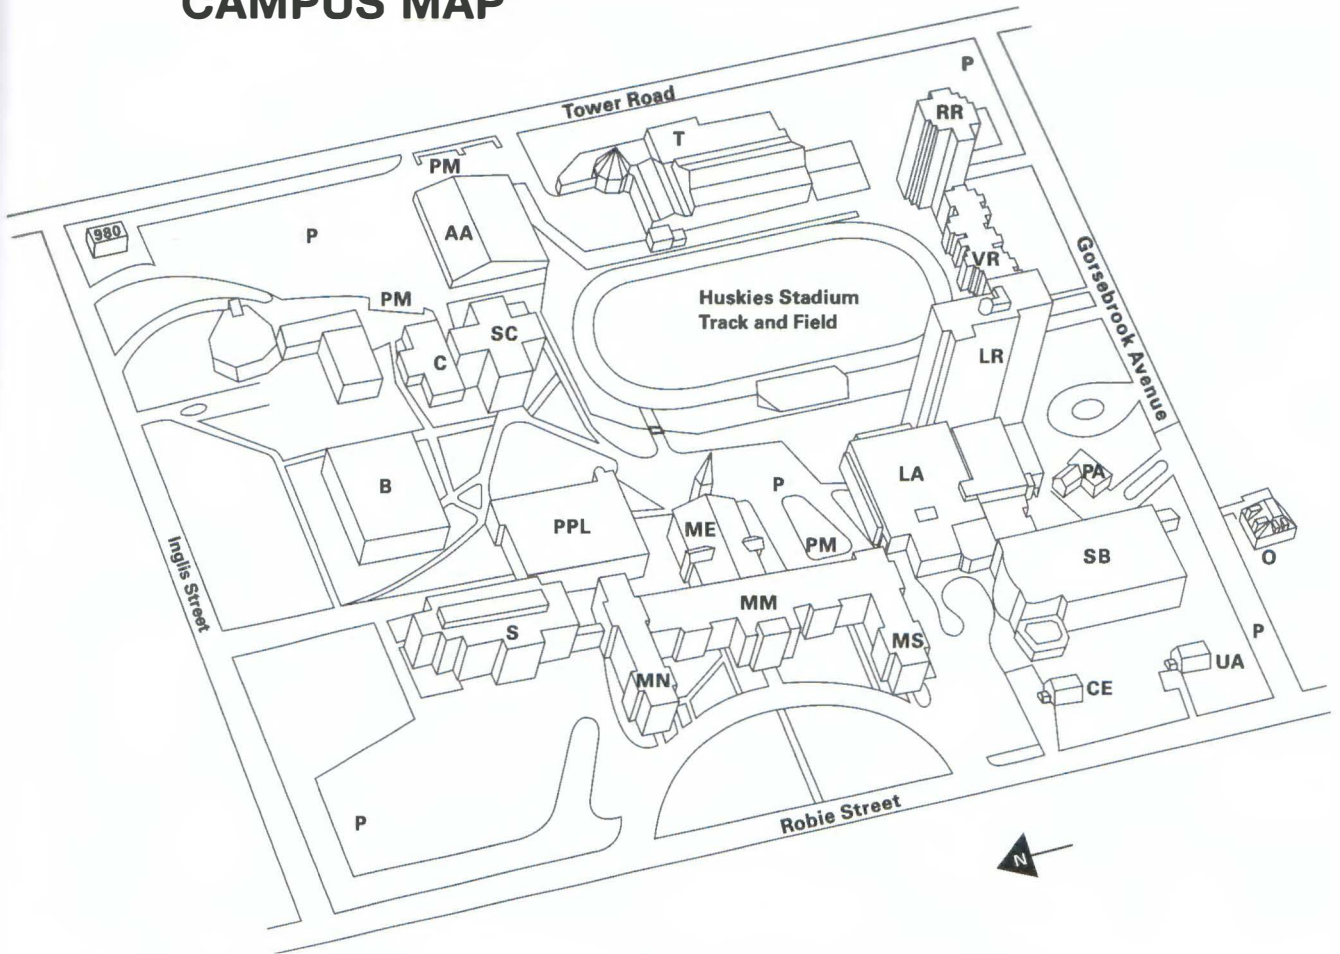 CAMPUS MAP
Tower Road
P
RR
T
PM
AA
980
P
VR
Gorsebrook Avenue
PM
Huskies Stadium
Track and Field
SC
C
LR
LA
PA
P
B
PPL
ME
PM
SB
O
Inglis Street
MM
S
MS
P
MN
UA
CE
P
Robie Street
N